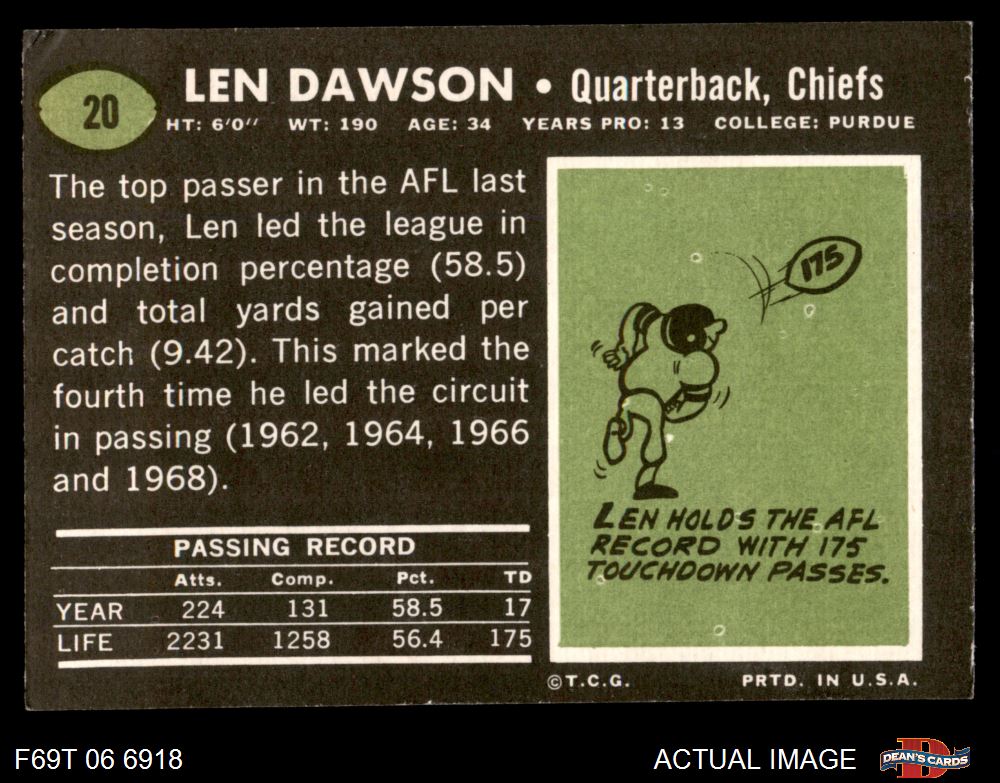 20
LEN DAWSON • Quarterback, Chiefs
HT: 6'0" WT: 190 AGE: 34 YEARS PRO: 13 COLLEGE: PURDUE
The top passer in the AFL last
season, Len led the league in
completion percentage (58.5)
and total yards gained per
catch (9.42). This marked the
fourth time he led the circuit
in passing (1962, 1964, 1966
and 1968).
PASSING RECORD
Atts. Comp. Pct. TD
YEAR 224 131 58.5 17
LIFE 2231 1258 56.4 175
175
LEN HOLDS THE AFL
RECORD WITH 175
TOUCHDOWN PASSES.
©T.C.G. PRTD. IN U.S.A.
F69T 06 6918
ACTUAL IMAGE
D
DEAN'S CARDS